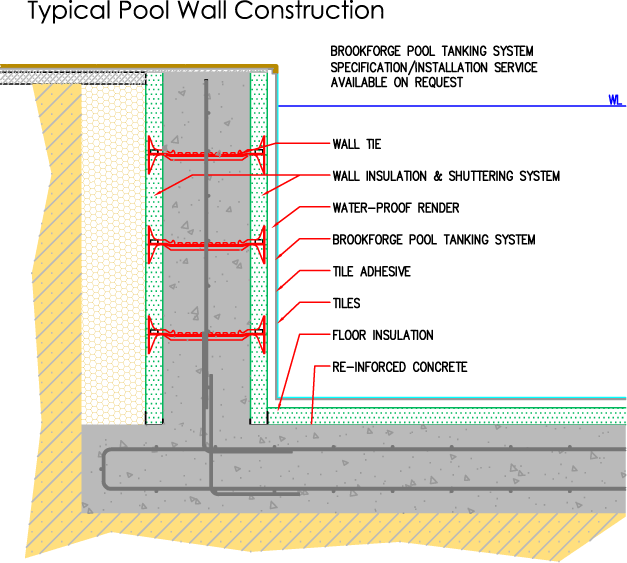 Typical Pool Wall Construction
BROOKFORGE POOL TANKING SYSTEM
SPECIFICATION/INSTALLATION SERVICE
AVAILABLE ON REQUEST
WL
WALL TIE
WALL INSULATION & SHUTTERING SYSTEM
WATER-PROOF RENDER
BROOKFORGE POOL TANKING SYSTEM
TILE ADHESIVE
TILES
FLOOR INSULATION
RE-INFORCED CONCRETE